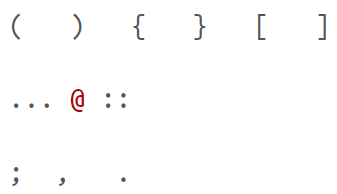 ( ) { } [ ]
... @ ::
; , .